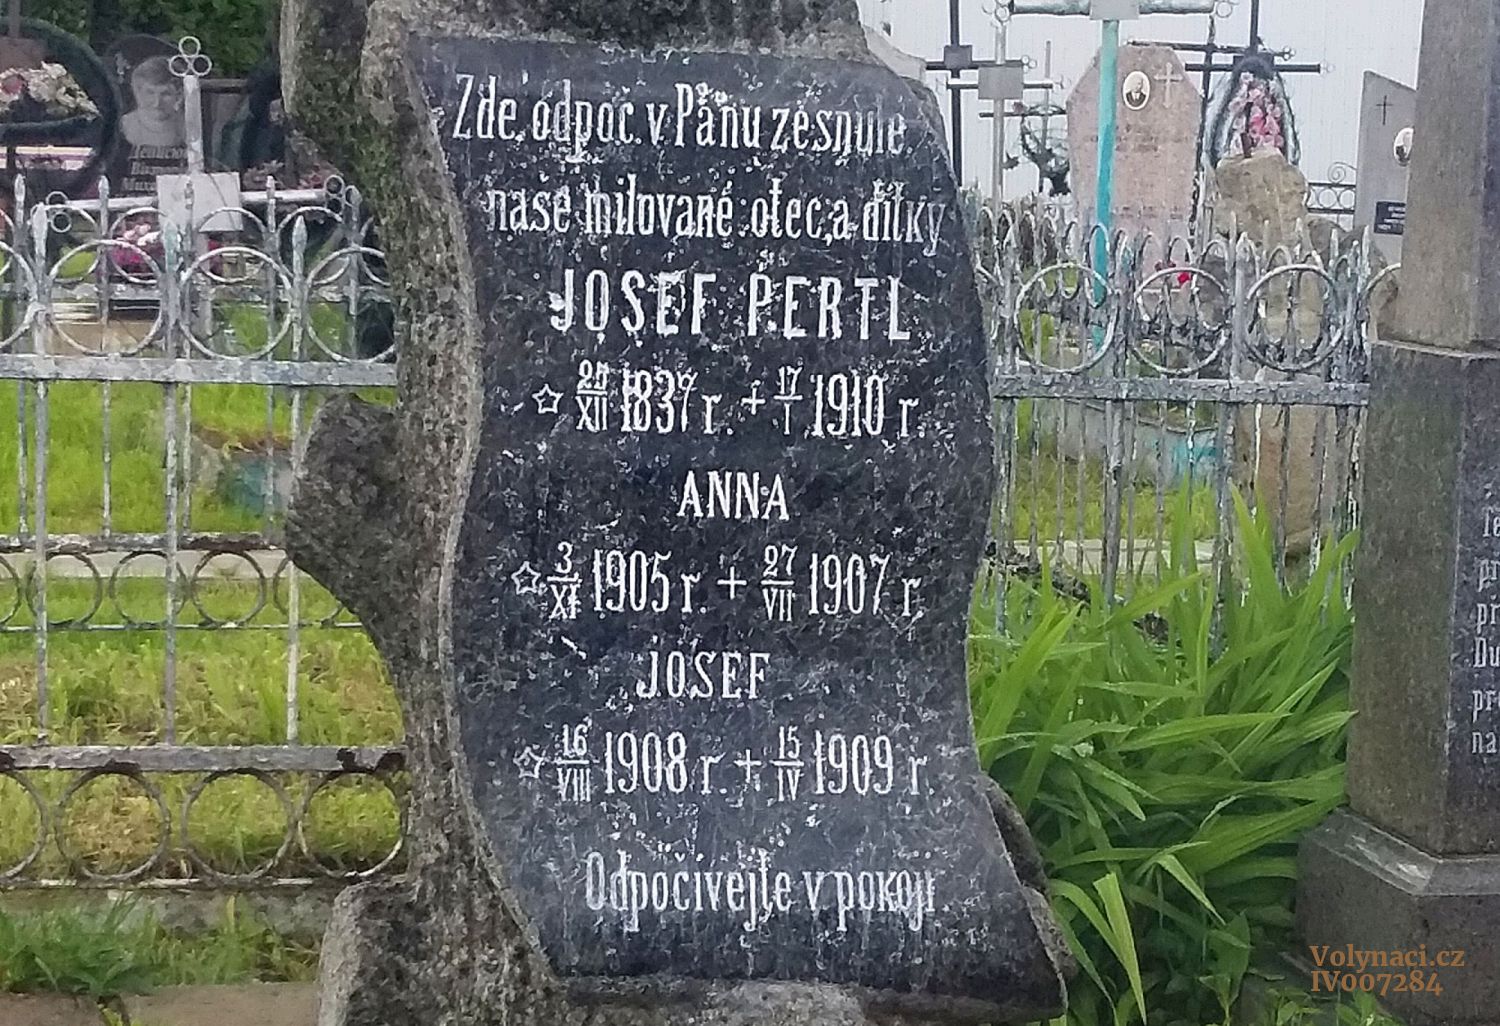 Zde odpoč. v Pánu zesnulé
naše milované: otec, a dítky
JOSEF PERTL
☆ 27/XII 1837 r. + 17/I 1910 r.
ANNA
☆ 3/XI 1905 r. + 27/VII 1907 r.
JOSEF
☆ 16/VIII 1908 r. + 15/IV 1909 r.
Odpočívejte v pokoji.
Volynaci.cz
IV007284